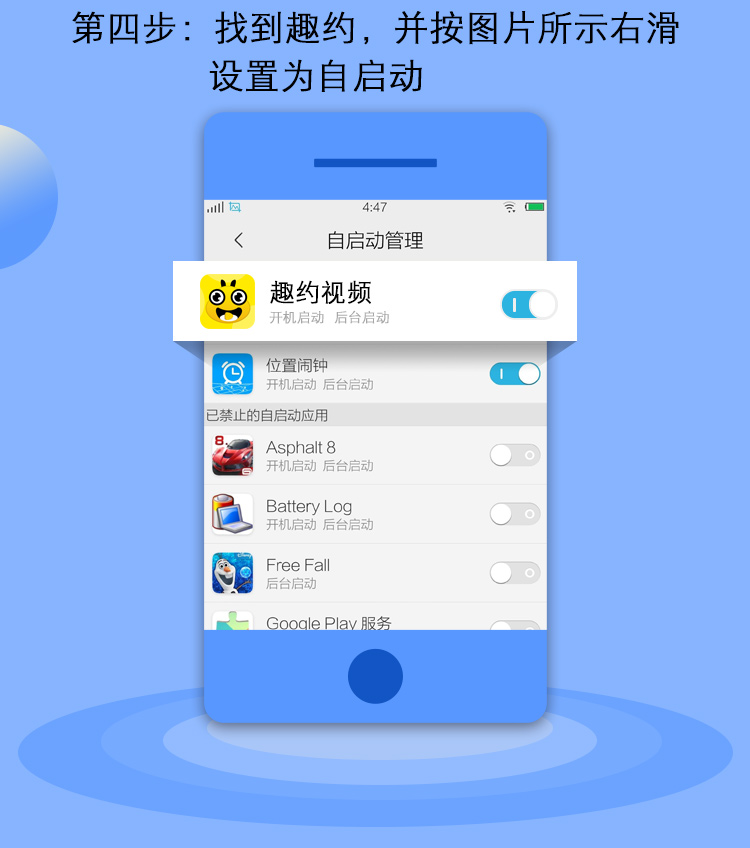 第四步：找到趣约，并按图片所示右滑
设置为自启动
4:47
自启动管理
趣约视频
开机启动 后台启动
位置闹钟
开机启动 后台启动
已禁止的自启动应用
8
Asphalt 8
开机启动 后台启动
Battery Log
开机启动 后台启动
Disney
Free Fall
后台启动
Google Play 服务